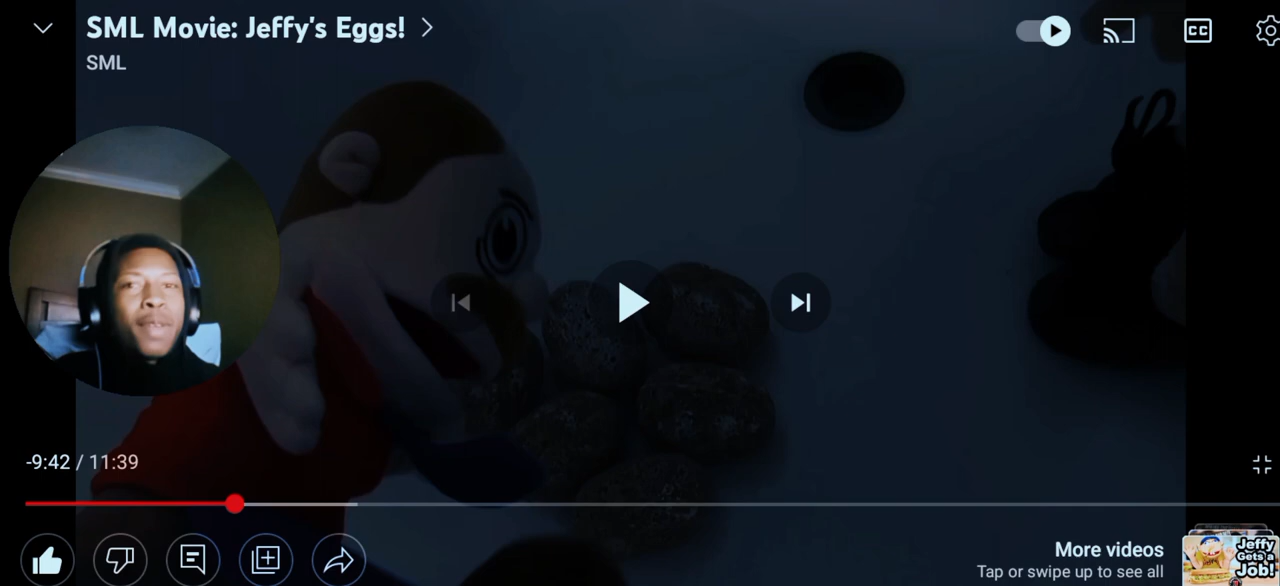 SML Movie: Jeffy's Eggs!
SML
CC
-9:42 / 11:39
More videos
Tap or swipe up to see all
Jeffy
Gets a
Job!